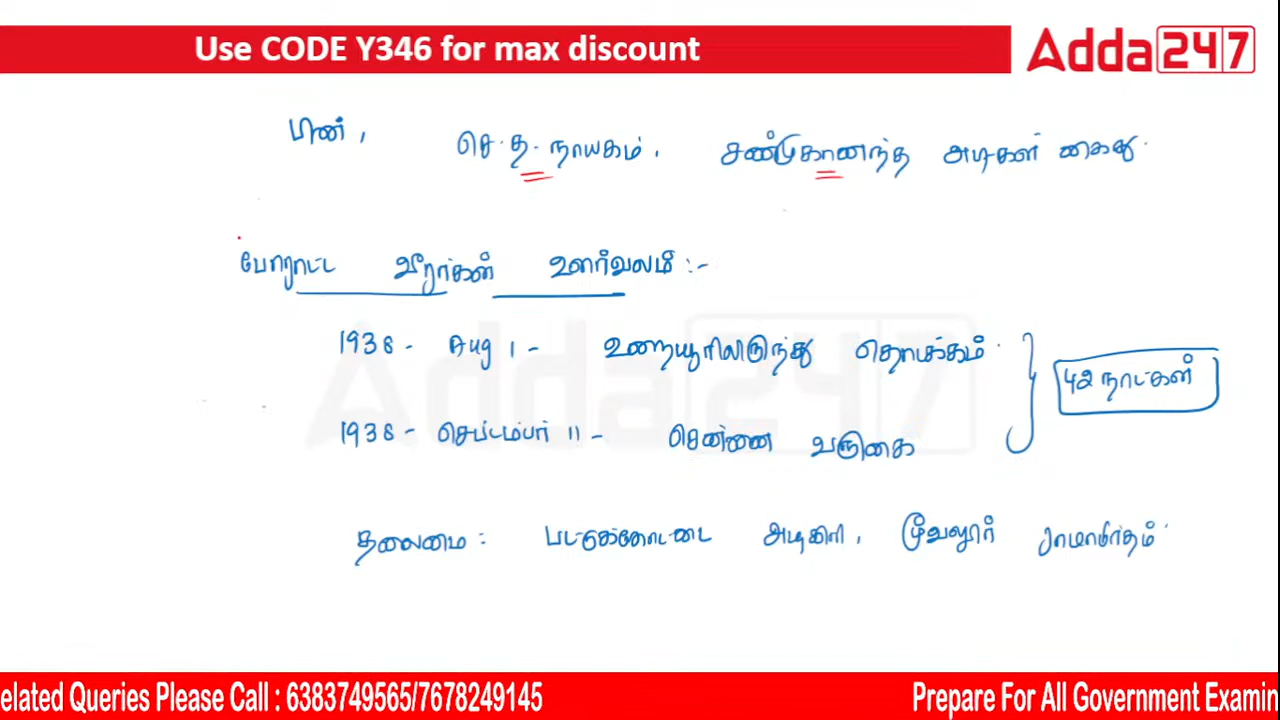 Use CODE Y346 for max discount
Adda247
பின், செ.த. நாயகம், சண்முகானந்த அடிகள் கைது.
போராட்ட வீரர்கள் ஊர்வலம் :-
1938 - Aug 1 - உறையூரிலிருந்து தொடக்கம்.
42 நாட்கள்
1938 - செப்டம்பர் 11 - சென்னை வருகை
தலைமை : பட்டுக்கோட்டை அழகிரி, மூவலூர் ராமாமிர்தம்.
elated Queries Please Call : 6383749565/7678249145
Prepare For All Government Examin